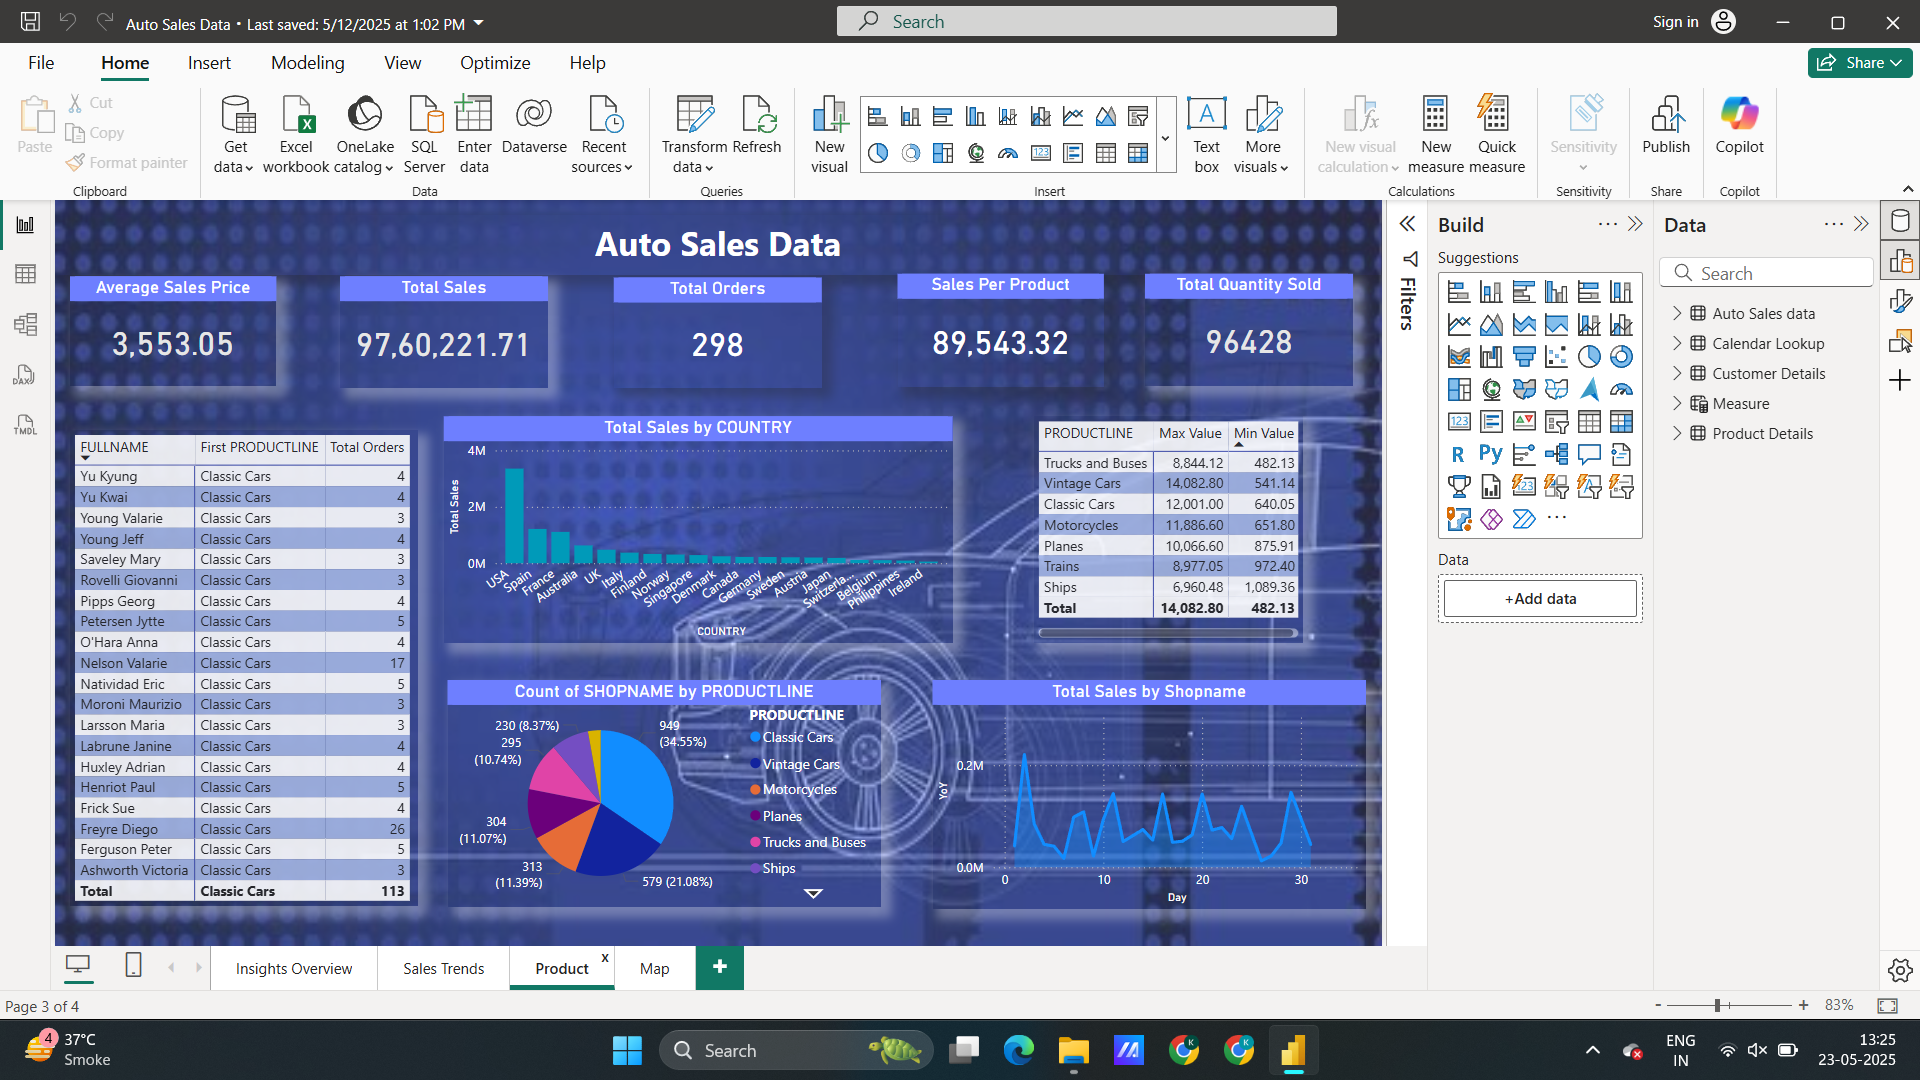 Auto Sales Data • Last saved: 5/12/2025 at 1:02 PM
Search
Sign in
File Home Insert Modeling View Optimize Help
Share
Paste
Cut
Copy
Format painter
Clipboard
Get data
Excel workbook
OneLake catalog
SQL Server
Enter data
Dataverse
Recent sources
Data
Transform data
Refresh
Queries
New visual
Text box
More visuals
Insert
New visual calculation
New measure
Quick measure
Calculations
Sensitivity
Sensitivity
Publish
Share
Copilot
Copilot
DAX
TMDL
Auto Sales Data
Average Sales Price
3,553.05
Total Sales
97,60,221.71
Total Orders
298
Sales Per Product
89,543.32
Total Quantity Sold
96428
FULLNAME First PRODUCTLINE Total Orders
Yu Kyung Classic Cars 4
Yu Kwai Classic Cars 4
Young Valarie Classic Cars 3
Young Jeff Classic Cars 4
Saveley Mary Classic Cars 3
Rovelli Giovanni Classic Cars 3
Pipps Georg Classic Cars 4
Petersen Jytte Classic Cars 5
O'Hara Anna Classic Cars 4
Nelson Valarie Classic Cars 17
Natividad Eric Classic Cars 5
Moroni Maurizio Classic Cars 3
Larsson Maria Classic Cars 3
Labrune Janine Classic Cars 4
Huxley Adrian Classic Cars 4
Henriot Paul Classic Cars 5
Frick Sue Classic Cars 4
Freyre Diego Classic Cars 26
Ferguson Peter Classic Cars 5
Ashworth Victoria Classic Cars 3
Total Classic Cars 113
Total Sales by COUNTRY
Total Sales
4M
2M
0M
USA
Spain
France
Australia
UK
Italy
Finland
Norway
Singapore
Denmark
Canada
Germany
Sweden
Austria
Japan
Switzerla...
Belgium
Philippines
Ireland
COUNTRY
PRODUCTLINE Max Value Min Value
Trucks and Buses 8,844.12 482.13
Vintage Cars 14,082.80 541.14
Classic Cars 12,001.00 640.05
Motorcycles 11,886.60 651.80
Planes 10,066.60 875.91
Trains 8,977.05 972.40
Ships 6,960.48 1,089.36
Total 14,082.80 482.13
Count of SHOPNAME by PRODUCTLINE
230 (8.37%)
295
(10.74%)
304
(11.07%)
313
(11.39%)
949
(34.55%)
579 (21.08%)
PRODUCTLINE
Classic Cars
Vintage Cars
Motorcycles
Planes
Trucks and Buses
Ships
Total Sales by Shopname
YoY
0.2M
0.0M
0 10 20 30
Day
Filters
Build
Suggestions
R Py
123
123
...
Data
+Add data
Data
Search
Auto Sales data
Calendar Lookup
Customer Details
Measure
Product Details
Insights Overview Sales Trends Product x Map +
Page 3 of 4
- + 83%
4
37°C
Smoke
Search
K
K
ENG
IN
13:25
23-05-2025